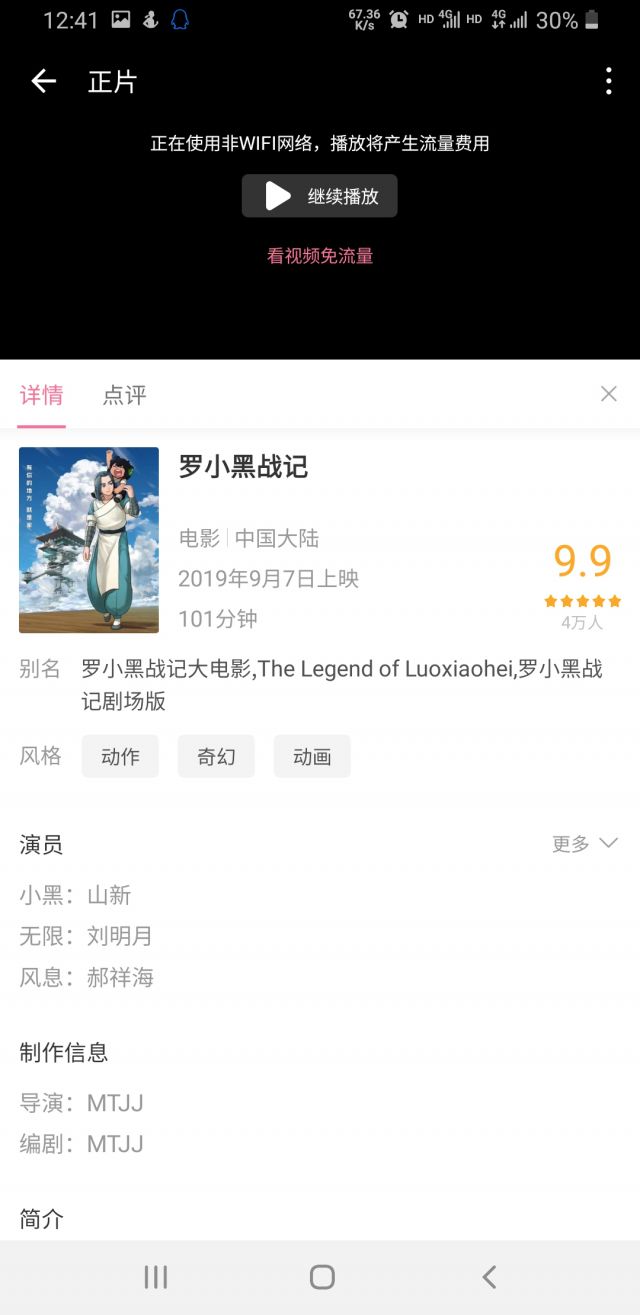 12:41
67.36 K/s HD 4G HD 4G 30%
正片
正在使用非WIFI网络，播放将产生流量费用
继续播放
看视频免流量
详情 点评
有你的地方 就是家
罗小黑战记
电影 中国大陆
2019年9月7日上映
101分钟
9.9
4万人
别名 罗小黑战记大电影,The Legend of Luoxiaohei,罗小黑战
记剧场版
风格 动作 奇幻 动画
演员 更多
小黑：山新
无限：刘明月
风息：郝祥海
制作信息
导演：MTJJ
编剧：MTJJ
简介